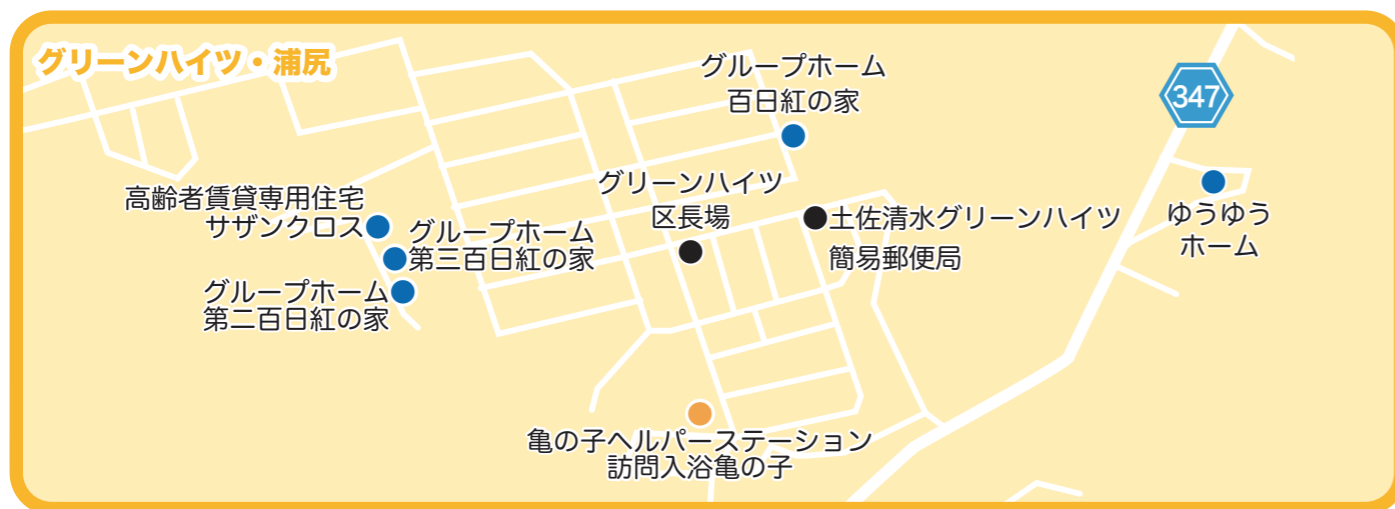 グリーンハイツ・浦尻
グループホーム
百日紅の家
347
高齢者賃貸専用住宅
サザンクロス
グループホーム
第三百日紅の家
グループホーム
第二百日紅の家
グリーンハイツ
区長場
土佐清水グリーンハイツ
簡易郵便局
ゆうゆう
ホーム
亀の子ヘルパーステーション
訪問入浴亀の子